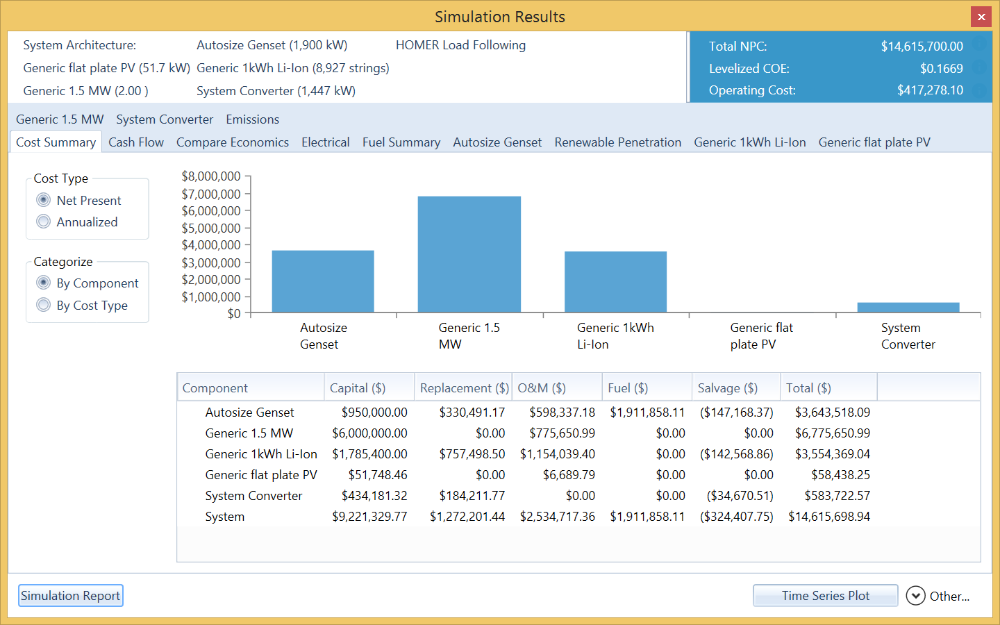 Simulation Results
System Architecture: Autosize Genset (1,900 kW) HOMER Load Following
Generic flat plate PV (51.7 kW) Generic 1kWh Li-Ion (8,927 strings)
Generic 1.5 MW (2.00 ) System Converter (1,447 kW)
Total NPC: $14,615,700.00
Levelized COE: $0.1669
Operating Cost: $417,278.10
Generic 1.5 MW System Converter Emissions
Cost Summary Cash Flow Compare Economics Electrical Fuel Summary Autosize Genset Renewable Penetration Generic 1kWh Li-Ion Generic flat plate PV
Cost Type
Net Present
Annualized
Categorize
By Component
By Cost Type
$8,000,000
$7,000,000
$6,000,000
$5,000,000
$4,000,000
$3,000,000
$2,000,000
$1,000,000
$0
Autosize
Genset
Generic 1.5
MW
Generic 1kWh
Li-Ion
Generic flat
plate PV
System
Converter
Component Capital ($) Replacement ($) O&M ($) Fuel ($) Salvage ($) Total ($)
Autosize Genset $950,000.00 $330,491.17 $598,337.18 $1,911,858.11 ($147,168.37) $3,643,518.09
Generic 1.5 MW $6,000,000.00 $0.00 $775,650.99 $0.00 $0.00 $6,775,650.99
Generic 1kWh Li-Ion $1,785,400.00 $757,498.50 $1,154,039.40 $0.00 ($142,568.86) $3,554,369.04
Generic flat plate PV $51,748.46 $0.00 $6,689.79 $0.00 $0.00 $58,438.25
System Converter $434,181.32 $184,211.77 $0.00 $0.00 ($34,670.51) $583,722.57
System $9,221,329.77 $1,272,201.44 $2,534,717.36 $1,911,858.11 ($324,407.75) $14,615,698.94
Simulation Report
Time Series Plot
Other...